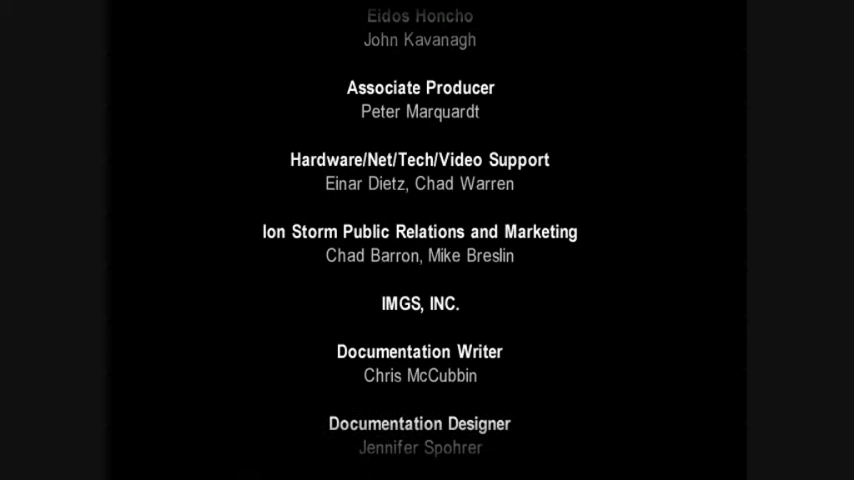 Eidos Honcho
John Kavanagh
Associate Producer
Peter Marquardt
Hardware/Net/Tech/Video Support
Einar Dietz, Chad Warren
Ion Storm Public Relations and Marketing
Chad Barron, Mike Breslin
IMGS, INC.
Documentation Writer
Chris McCubbin
Documentation Designer
Jennifer Spohrer